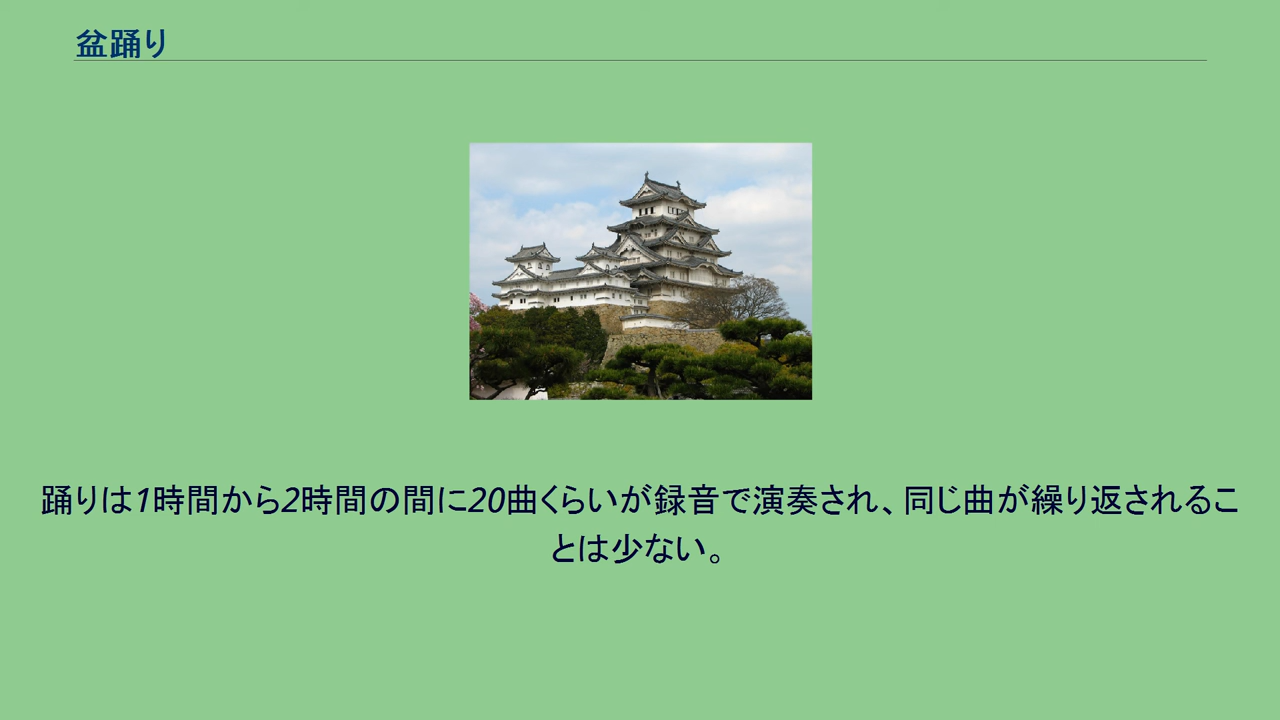 盆踊り
踊りは1時間から2時間の間に20曲くらいが録音で演奏され、同じ曲が繰り返されるこ
とは少ない。